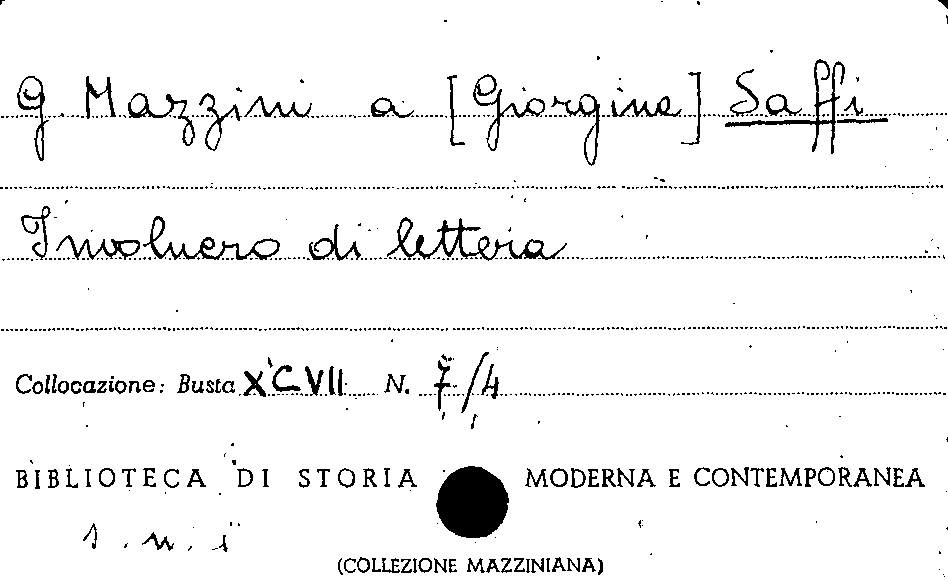 G. Mazzini a [Giorgina] Saffi
Involucro di lettera
Collocazione: Busta XCVII N. 7/4
BIBLIOTECA DI STORIA MODERNA E CONTEMPORANEA
s.n.i
(COLLEZIONE MAZZINIANA)